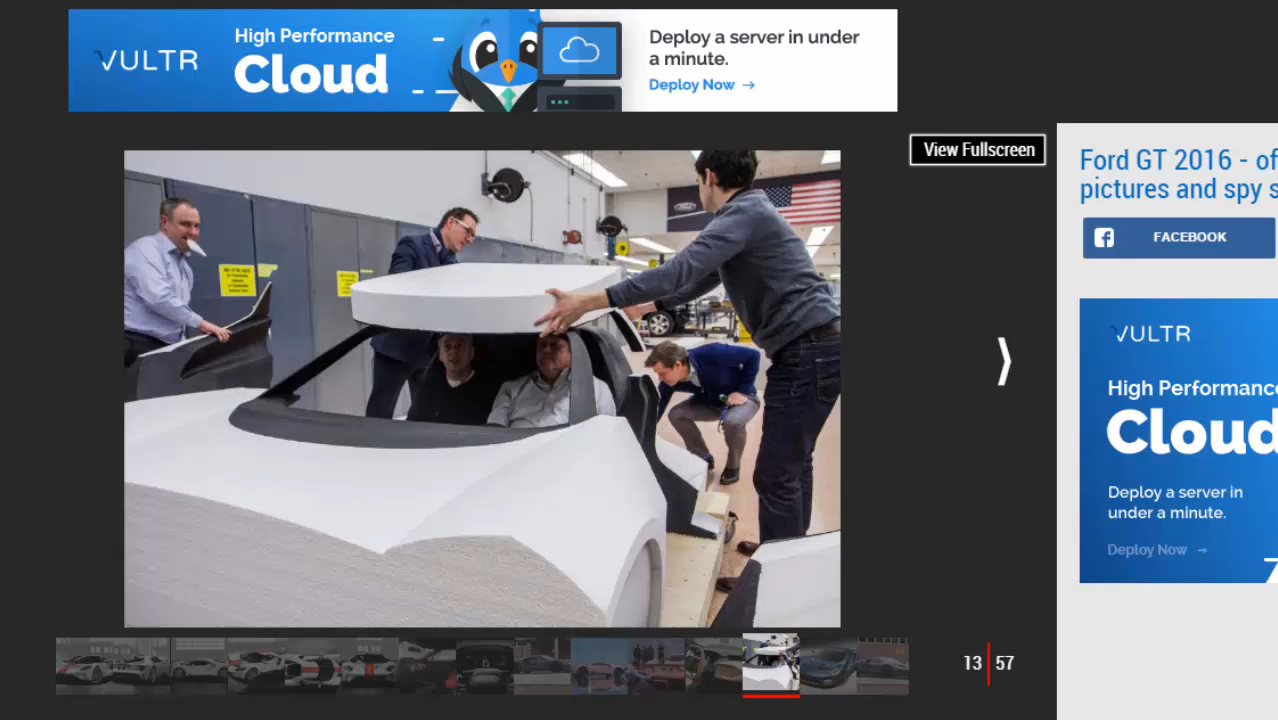 VULTR
High Performance
Cloud
Deploy a server in under
a minute.
Deploy Now →
View Fullscreen
Ford GT 2016 - of
pictures and spy s
FACEBOOK
VULTR
High Performance
Cloud
Deploy a server in
under a minute.
Deploy Now →
Ford
13 57